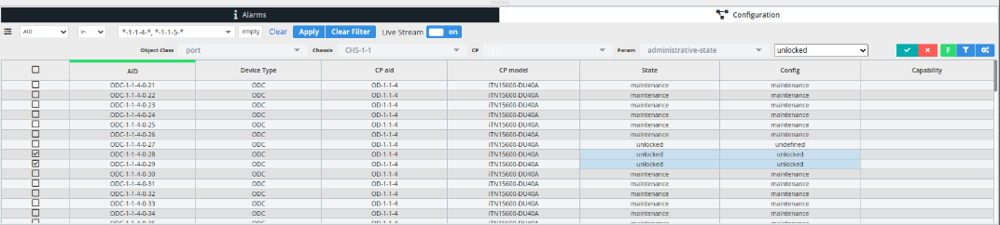 Alarms Configuration
AID in *-1-1-4-*, *-1-1-5-* empty Clear Apply Clear Filter Live Stream on
Object Class port Chassis CHS-1-1 CP Param administrative-state unlocked F
AID Device Type CP aid CP model State Config Capability
ODC-1-1-4-0-21 ODC OD-1-1-4 iTN15600-DU40A maintenance maintenance
ODC-1-1-4-0-22 ODC OD-1-1-4 iTN15600-DU40A maintenance maintenance
ODC-1-1-4-0-23 ODC OD-1-1-4 iTN15600-DU40A maintenance maintenance
ODC-1-1-4-0-24 ODC OD-1-1-4 iTN15600-DU40A maintenance maintenance
ODC-1-1-4-0-25 ODC OD-1-1-4 iTN15600-DU40A maintenance maintenance
ODC-1-1-4-0-26 ODC OD-1-1-4 iTN15600-DU40A maintenance maintenance
ODC-1-1-4-0-27 ODC OD-1-1-4 iTN15600-DU40A unlocked undefined
ODC-1-1-4-0-28 ODC OD-1-1-4 iTN15600-DU40A unlocked unlocked
ODC-1-1-4-0-29 ODC OD-1-1-4 iTN15600-DU40A unlocked unlocked
ODC-1-1-4-0-30 ODC OD-1-1-4 iTN15600-DU40A maintenance maintenance
ODC-1-1-4-0-31 ODC OD-1-1-4 iTN15600-DU40A maintenance maintenance
ODC-1-1-4-0-32 ODC OD-1-1-4 iTN15600-DU40A maintenance maintenance
ODC-1-1-4-0-33 ODC OD-1-1-4 iTN15600-DU40A maintenance maintenance
ODC-1-1-4-0-34 ODC OD-1-1-4 iTN15600-DU40A maintenance maintenance